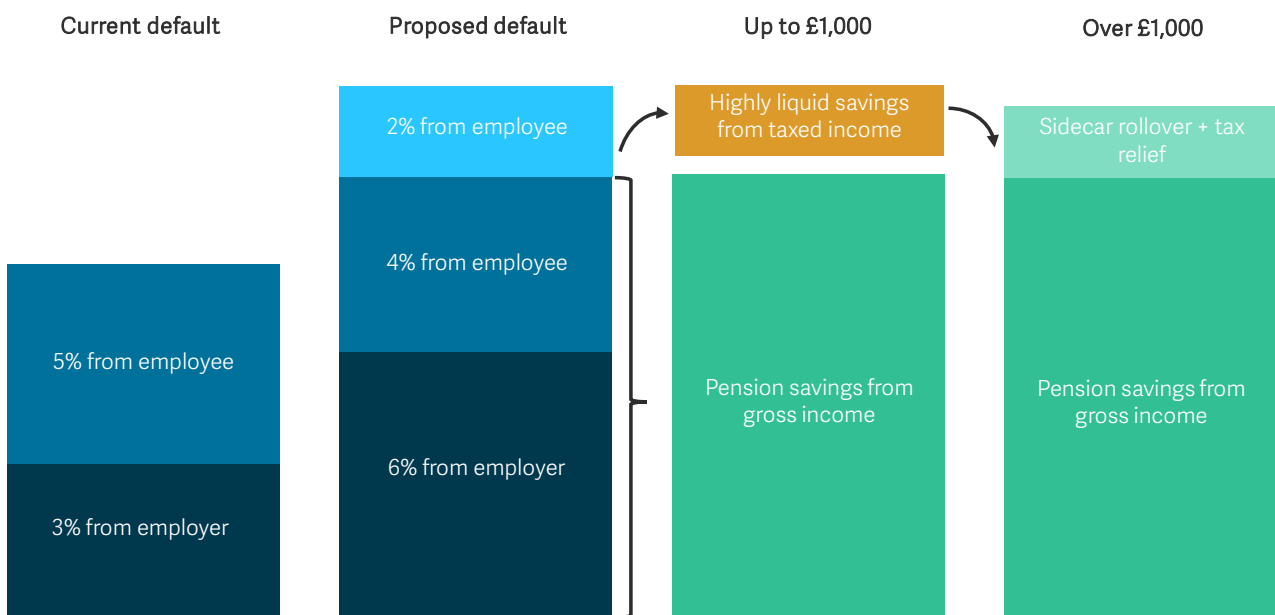 Current default
Proposed default
Up to £1,000
Over £1,000
2% from employee
4% from employee
6% from employer
5% from employee
3% from employer
Highly liquid savings
from taxed income
Pension savings from
gross income
Sidecar rollover + tax
relief
Pension savings from
gross income